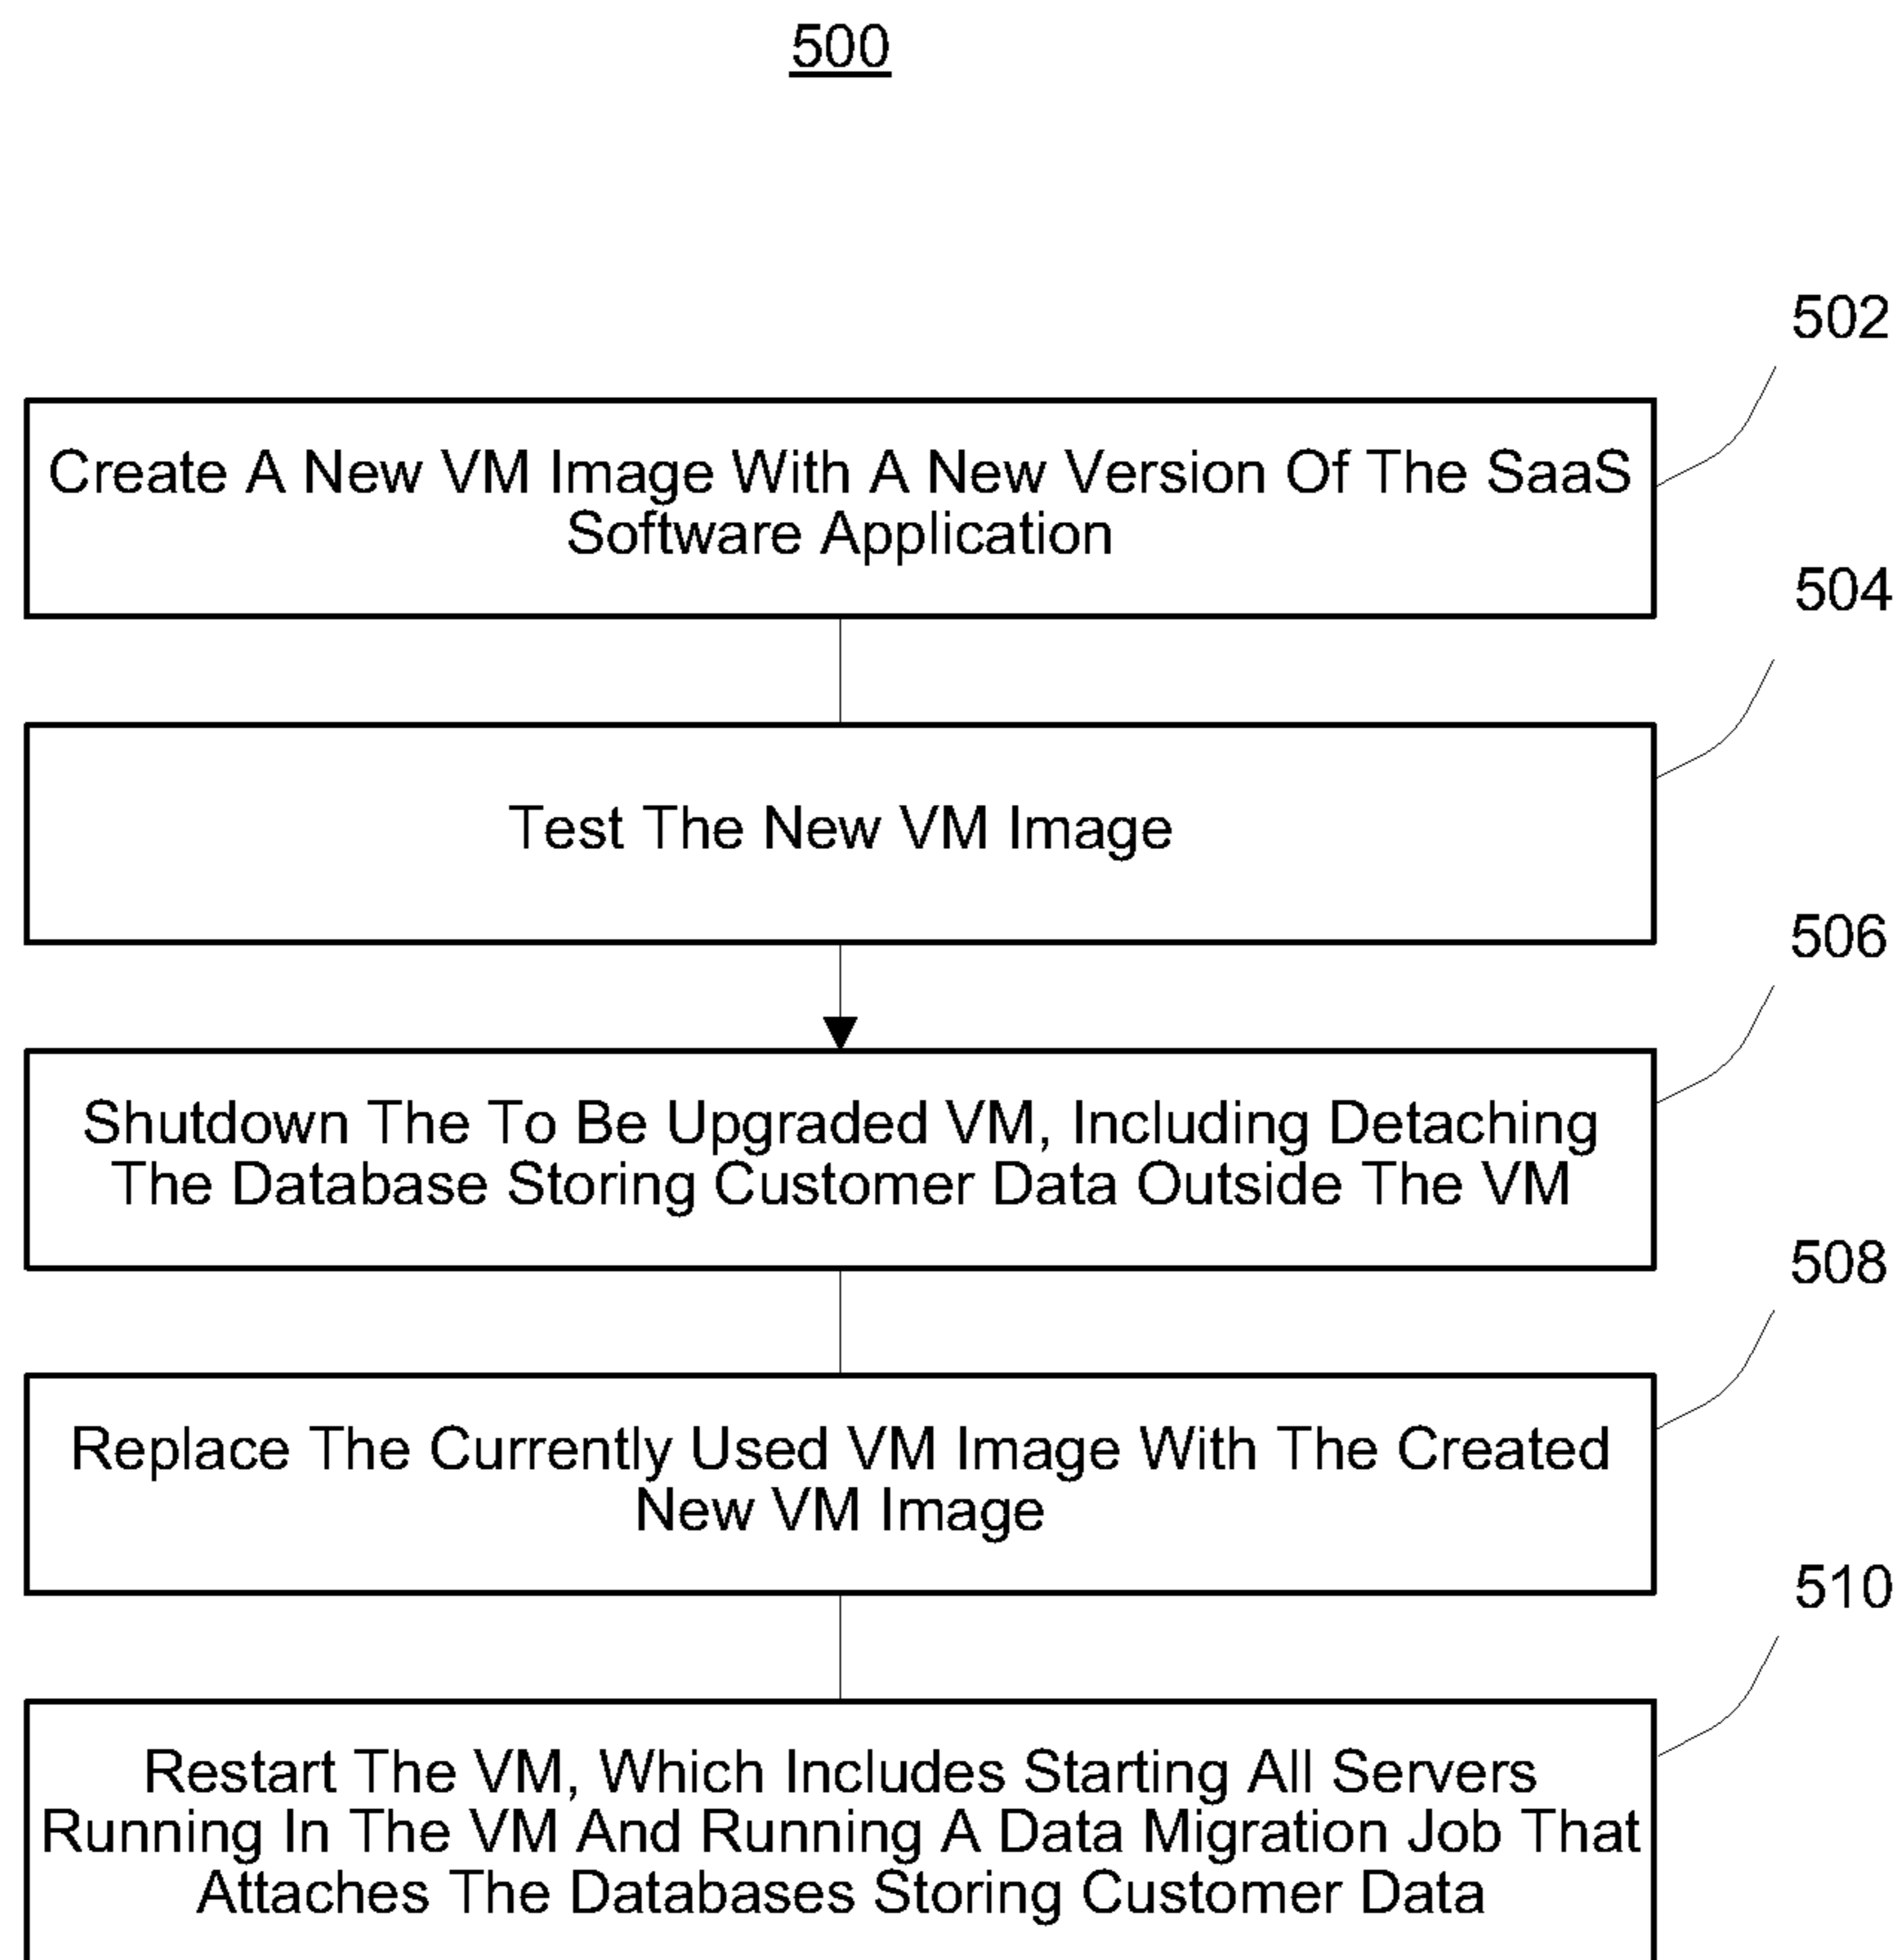 500
502
Create A New VM Image With A New Version Of The SaaS
Software Application
504
Test The New VM Image
506
Shutdown The To Be Upgraded VM, Including Detaching
The Database Storing Customer Data Outside The VM
508
Replace The Currently Used VM Image With The Created
New VM Image
510
Restart The VM, Which Includes Starting All Servers
Running In The VM And Running A Data Migration Job That
Attaches The Databases Storing Customer Data